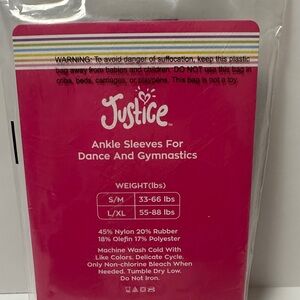 WARNING: To avoid danger of suffocation, keep this plastic
bag away from babies and children. DO NOT use this bag in
cribs, beds, carriages, or playpens. This bag is not a toy.
Justice
Ankle Sleeves For
Dance And Gymnastics
WEIGHT(lbs)
S/M 33-66 lbs
L/XL 55-88 lbs
45% Nylon 20% Rubber
18% Olefin 17% Polyester
Machine Wash Cold With
Like Colors. Delicate Cycle.
Only Non-chlorine Bleach When
Needed. Tumble Dry Low.
Do Not Iron.